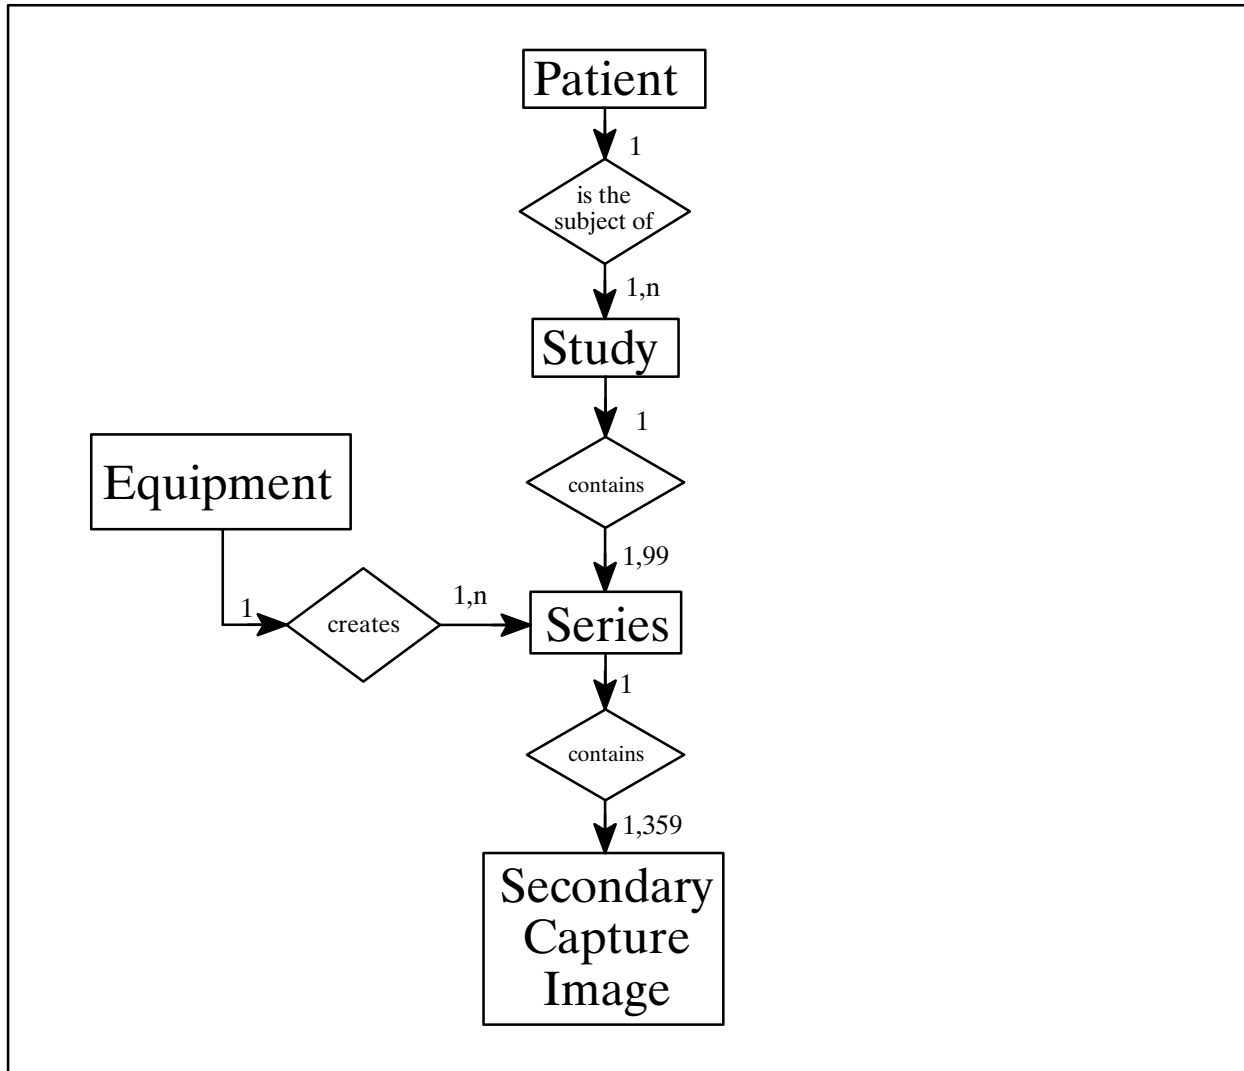 Patient
1
is the
subject of
1,n
Study
1
contains
1,99
Equipment
1
creates
1,n
Series
1
contains
1,359
Secondary
Capture
Image